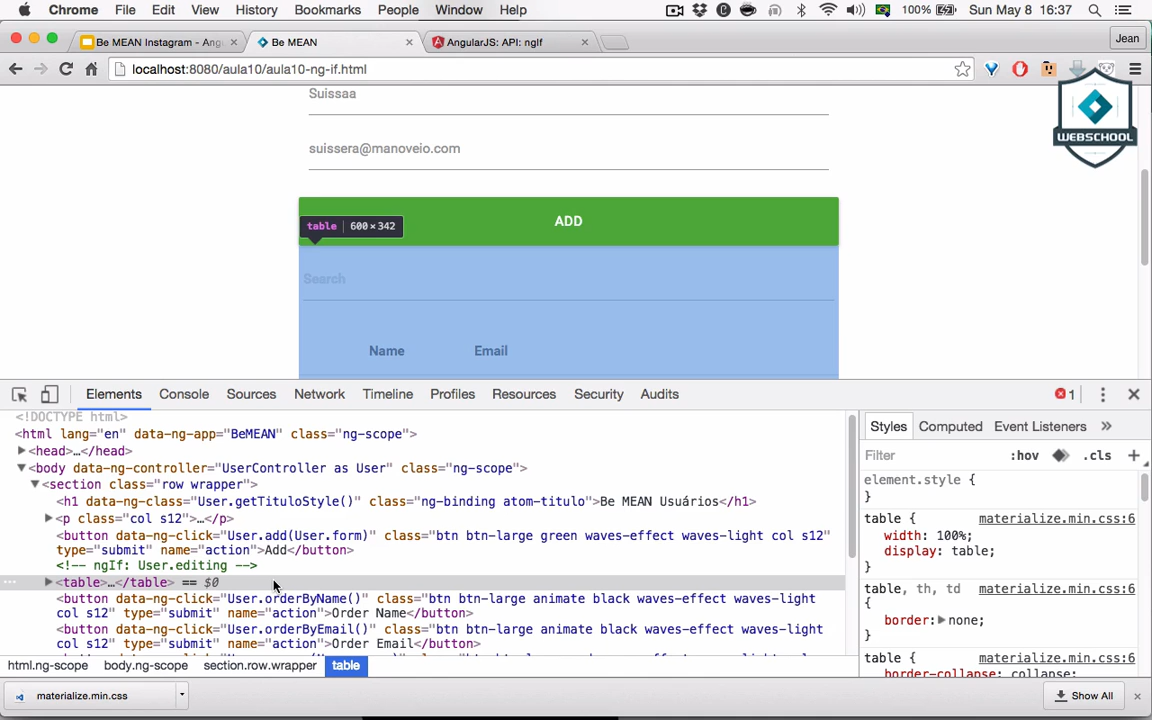 Chrome File Edit View History Bookmarks People Window Help 100% Sun May 8 16:37
Be MEAN Instagram - Ang Be MEAN AngularJS: API: ngIf Jean
localhost:8080/aula10/aula10-ng-if.html
WEBSCHOOL
Suissaa
suissera@manoveio.com
ADD
table 600 × 342
Search
Name Email
Elements Console Sources Network Timeline Profiles Resources Security Audits 1
<!DOCTYPE html>
<html lang="en" data-ng-app="BeMEAN" class="ng-scope">
<head>…</head>
<body data-ng-controller="UserController as User" class="ng-scope">
<section class="row wrapper">
<h1 data-ng-class="User.getTituloStyle()" class="ng-binding atom-titulo">Be MEAN Usuários</h1>
<p class="col s12">…</p>
<button data-ng-click="User.add(User.form)" class="btn btn-large green waves-effect waves-light col s12"
type="submit" name="action">Add</button>
<!-- ngIf: User.editing -->
<table>…</table> == $0
<button data-ng-click="User.orderByName()" class="btn btn-large animate black waves-effect waves-light
col s12" type="submit" name="action">Order Name</button>
<button data-ng-click="User.orderByEmail()" class="btn btn-large animate black waves-effect waves-light
col s12" type="submit" name="action">Order Email</button>
html.ng-scope body.ng-scope section.row.wrapper table
Styles Computed Event Listeners »
Filter :hov .cls +
element.style {
}
table { materialize.min.css:6
width: 100%;
display: table;
}
table, th, td materialize.min.css:6
{
border: none;
}
table { materialize.min.css:6
border-collapse: collapse;
materialize.min.css Show All